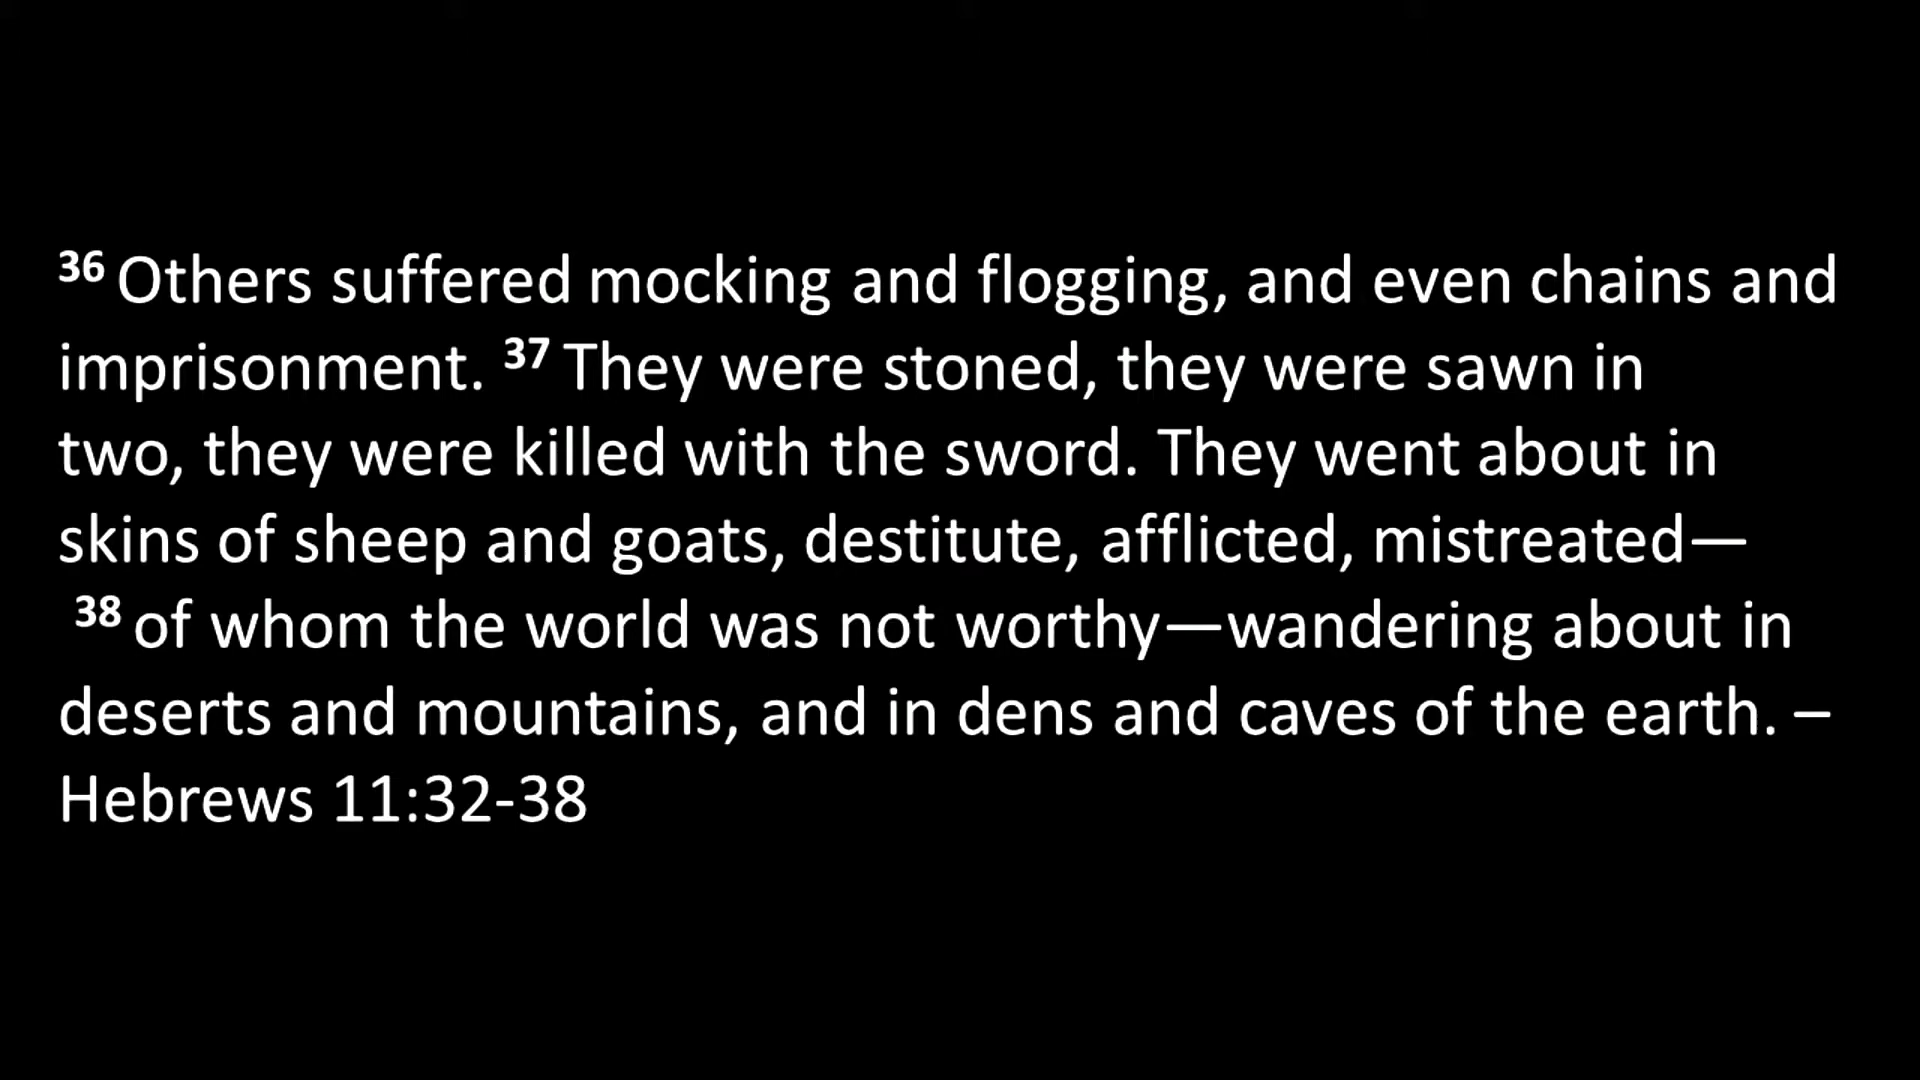 36 Others suffered mocking and flogging, and even chains and
imprisonment. 37 They were stoned, they were sawn in
two, they were killed with the sword. They went about in
skins of sheep and goats, destitute, afflicted, mistreated—
38 of whom the world was not worthy—wandering about in
deserts and mountains, and in dens and caves of the earth. –
Hebrews 11:32-38